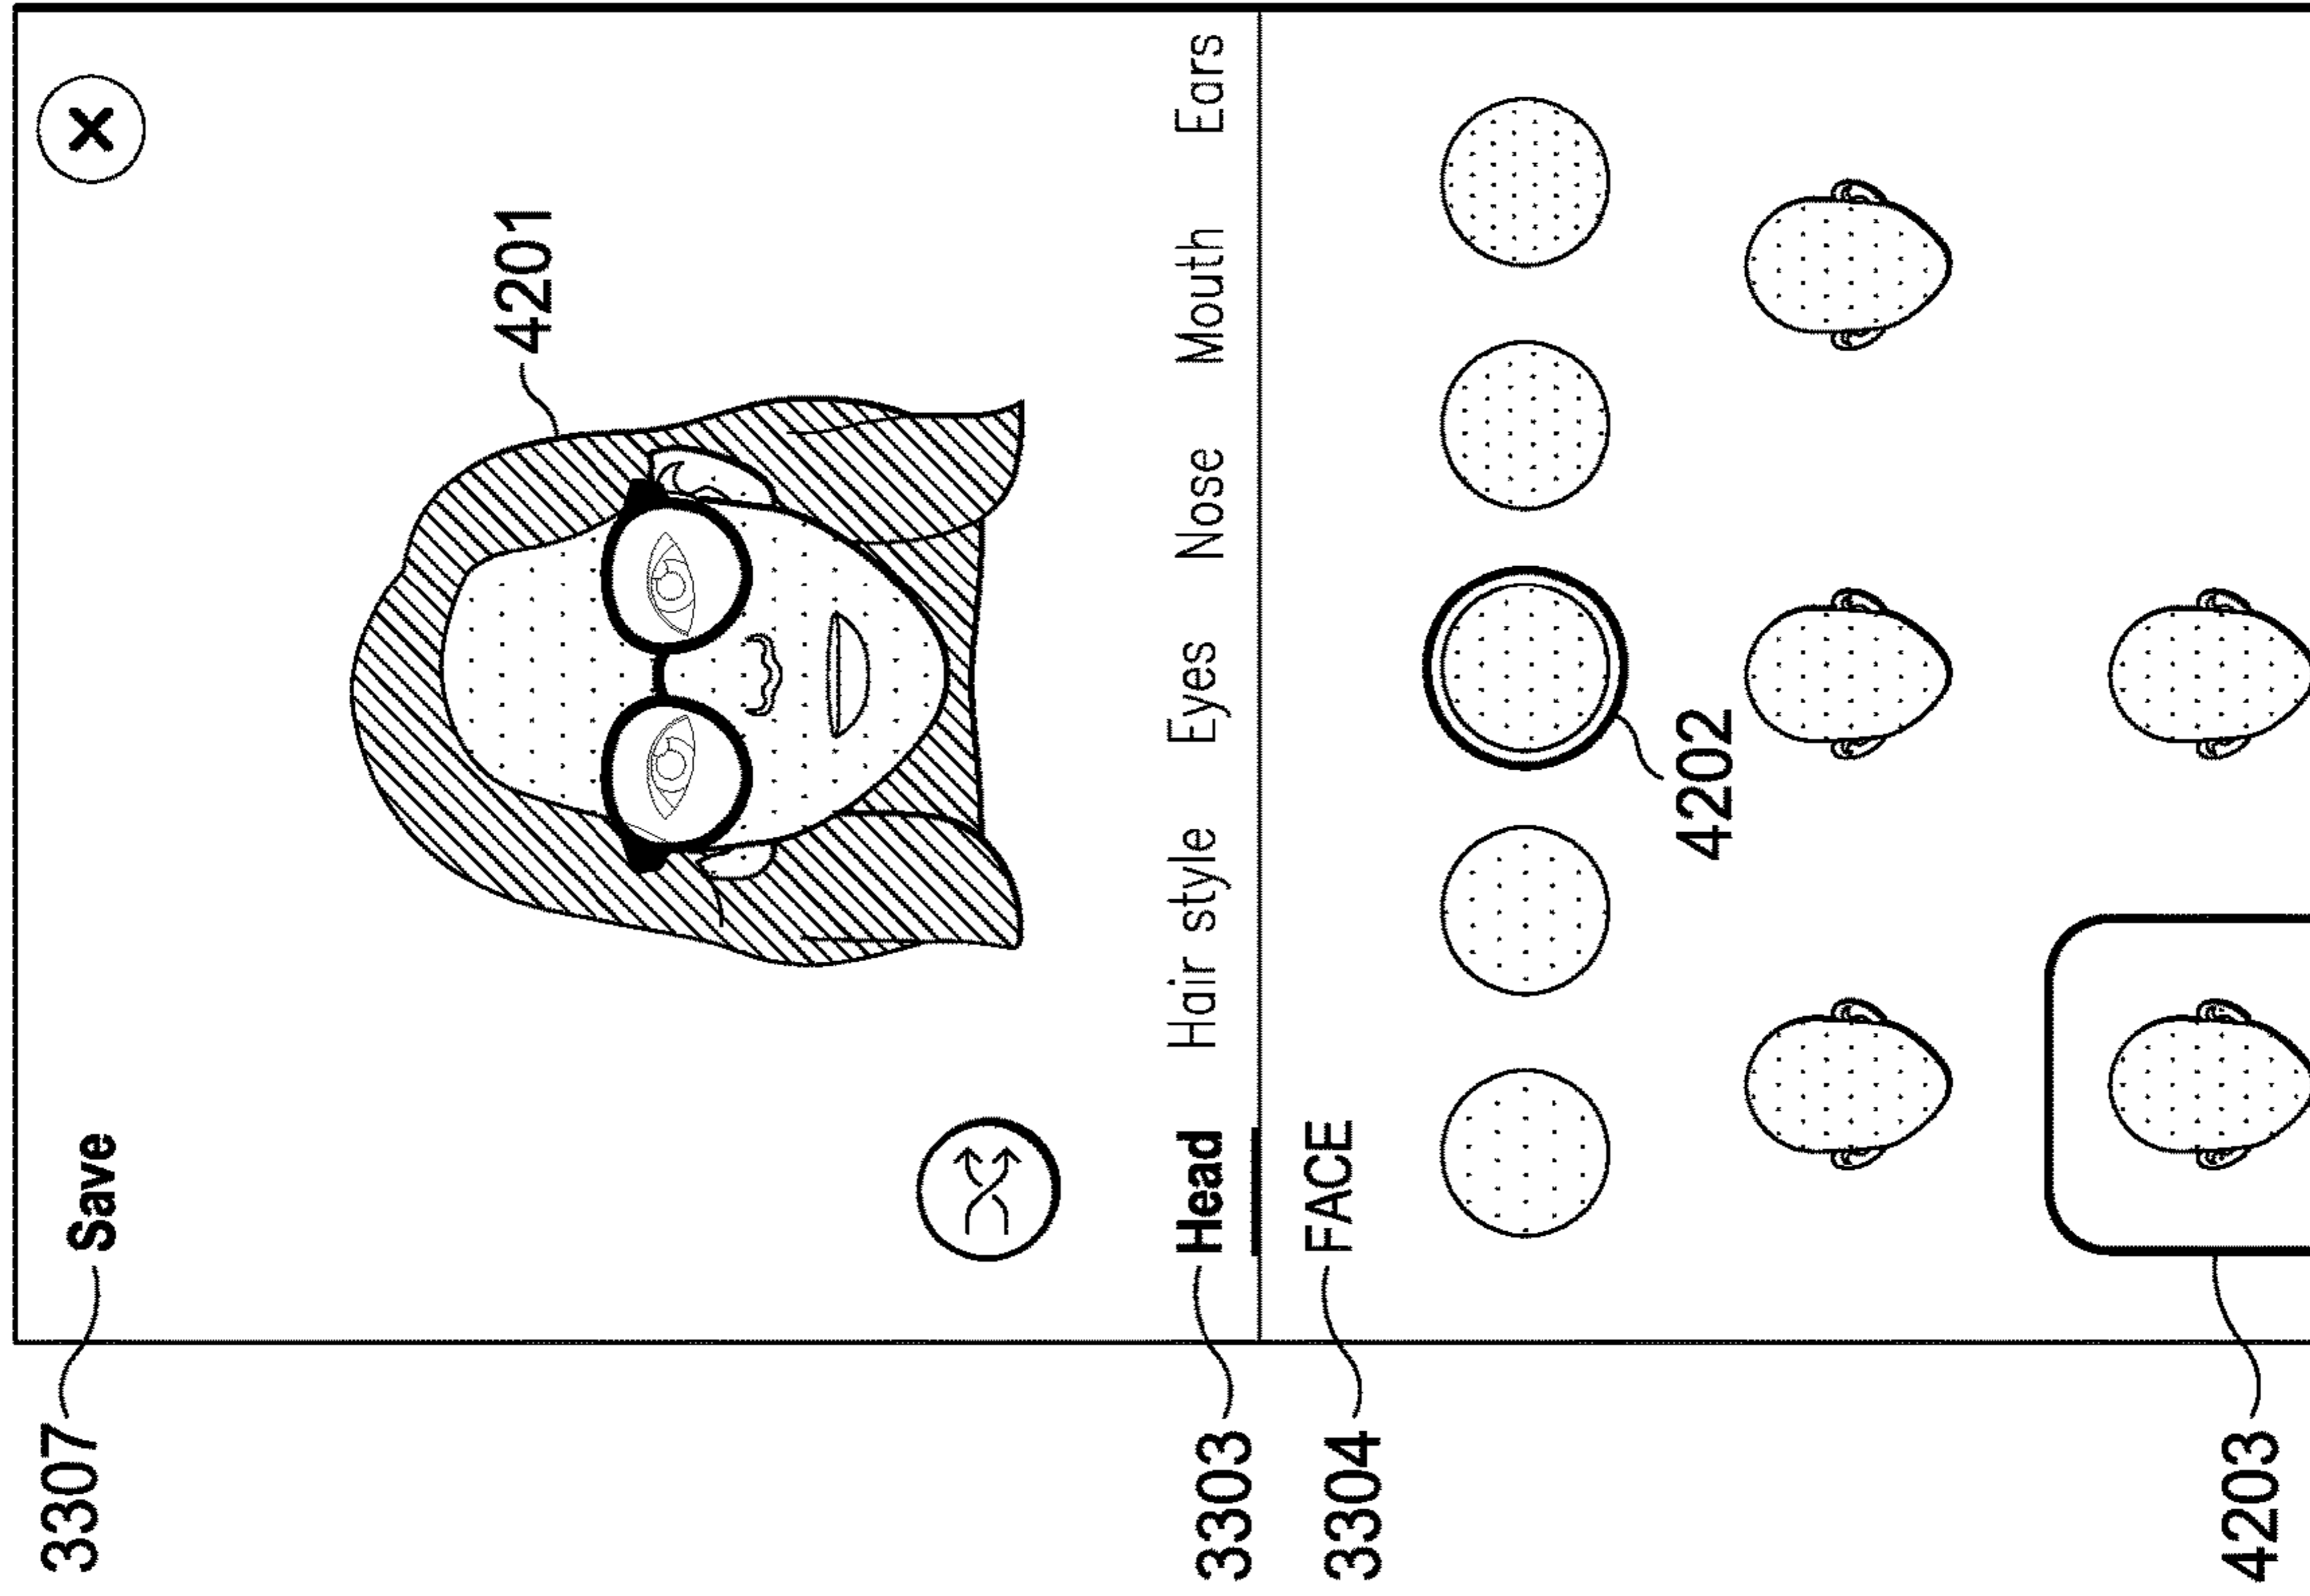 3307 Save
4201
3303 Head Hair style Eyes Nose Mouth Ears
3304 FACE
4202
4203